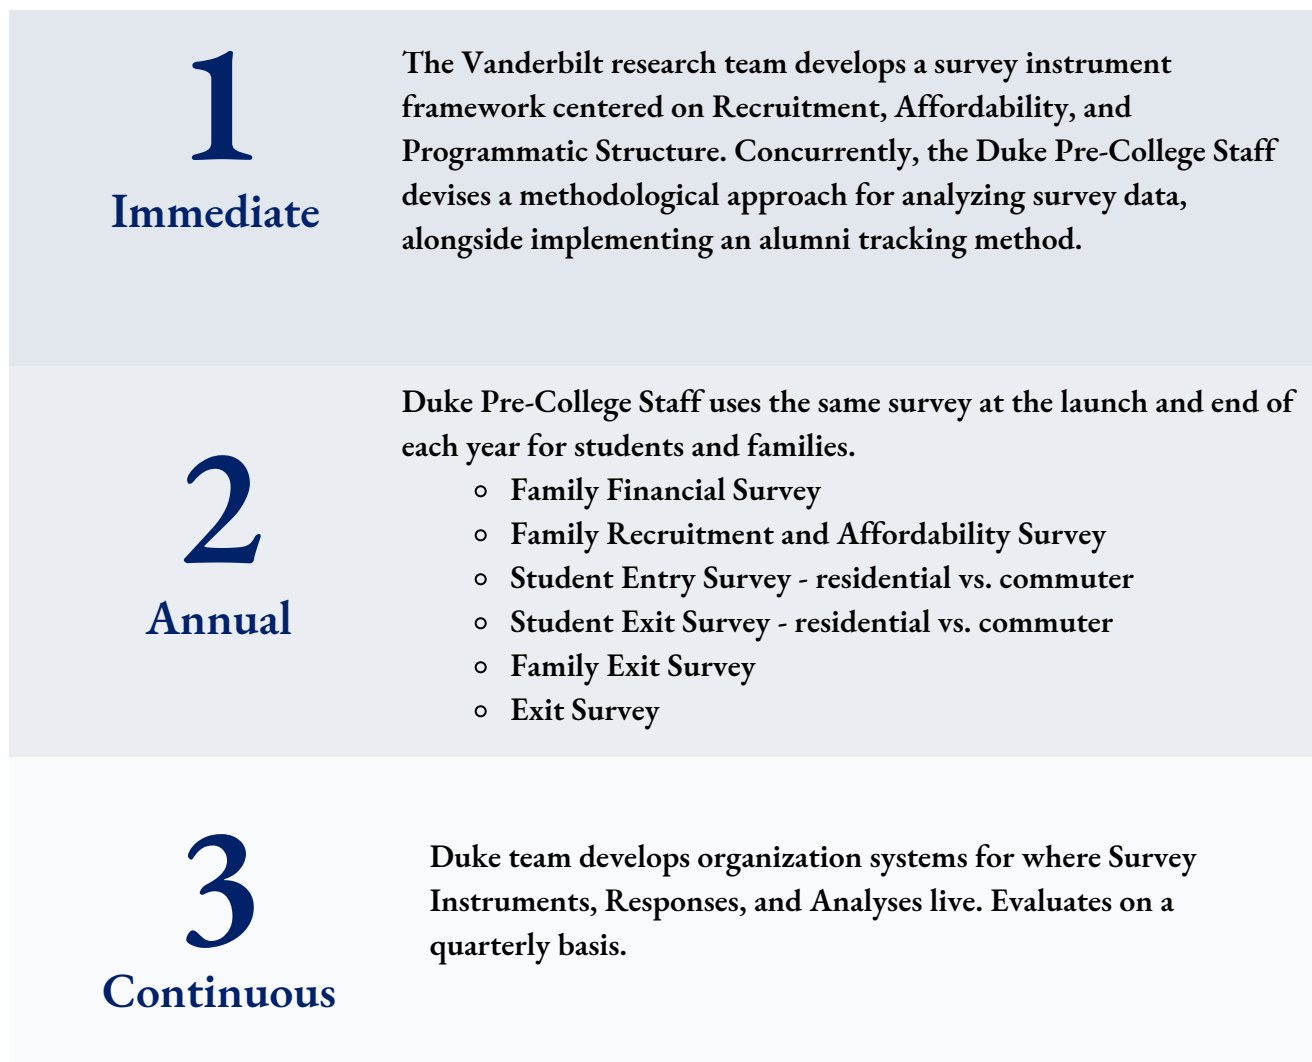 1
Immediate
The Vanderbilt research team develops a survey instrument
framework centered on Recruitment, Affordability, and
Programmatic Structure. Concurrently, the Duke Pre-College Staff
devises a methodological approach for analyzing survey data,
alongside implementing an alumni tracking method.
2
Annual
Duke Pre-College Staff uses the same survey at the launch and end of
each year for students and families.
Family Financial Survey
Family Recruitment and Affordability Survey
Student Entry Survey - residential vs. commuter
Student Exit Survey - residential vs. commuter
Family Exit Survey
Exit Survey
3
Continuous
Duke team develops organization systems for where Survey
Instruments, Responses, and Analyses live. Evaluates on a
quarterly basis.